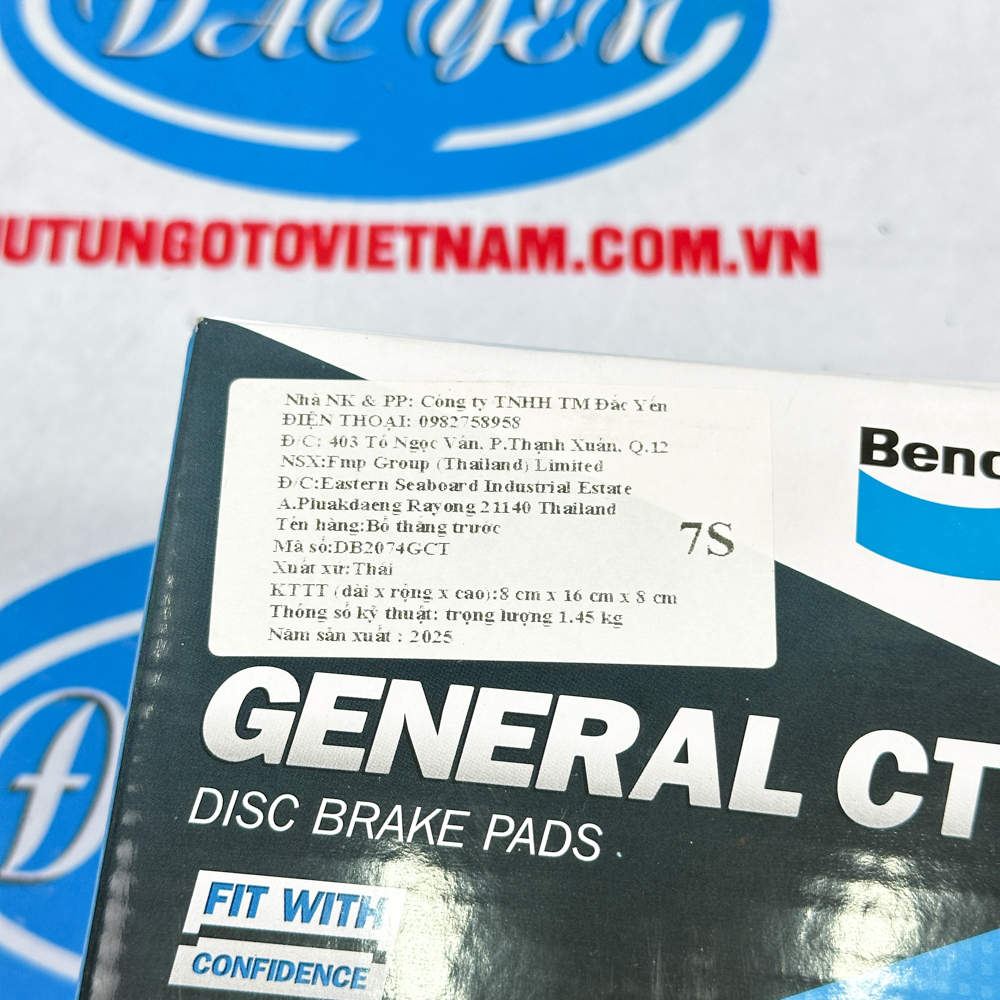 ĐẮC YẾN
UTUNGOTOVIETNAM.COM.VN
Nhà NK & PP: Công ty TNHH TM Đắc Yến
ĐIỆN THOẠI: 0982758958
Đ/C: 403 Tô Ngọc Vân, P.Thạnh Xuân, Q.12
NSX:Fmp Group (Thailand) Limited
Đ/C:Eastern Seaboard Industrial Estate
A.Pluakdaeng Rayong 21140 Thailand
Tên hàng:Bố thắng trước
Mã số:DB2074GCT
7S
Xuất xứ:Thái
KTTT (dài x rộng x cao):8 cm x 16 cm x 8 cm
Thông số kỹ thuật: trọng lượng 1.45 kg
Năm sản xuất : 2025
Bend
GENERAL CT
DISC BRAKE PADS
FIT WITH
CONFIDENCE